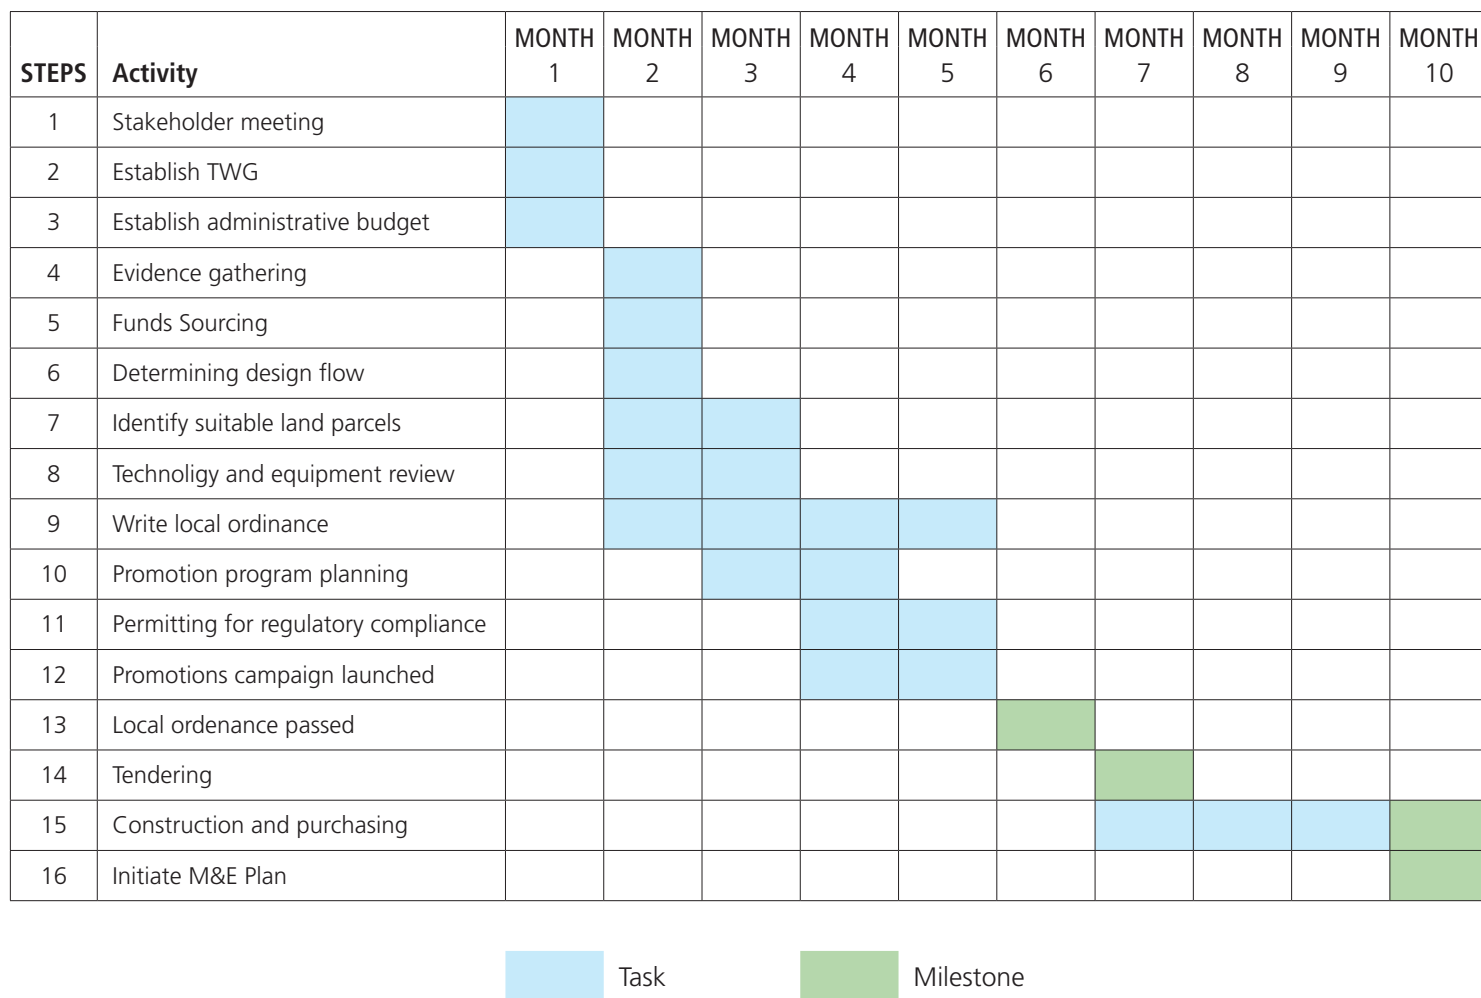 STEPS Activity MONTH 1 MONTH 2 MONTH 3 MONTH 4 MONTH 5 MONTH 6 MONTH 7 MONTH 8 MONTH 9 MONTH 10
1 Stakeholder meeting
2 Establish TWG
3 Establish administrative budget
4 Evidence gathering
5 Funds Sourcing
6 Determining design flow
7 Identify suitable land parcels
8 Technoligy and equipment review
9 Write local ordinance
10 Promotion program planning
11 Permitting for regulatory compliance
12 Promotions campaign launched
13 Local ordenance passed
14 Tendering
15 Construction and purchasing
16 Initiate M&E Plan
Task Milestone